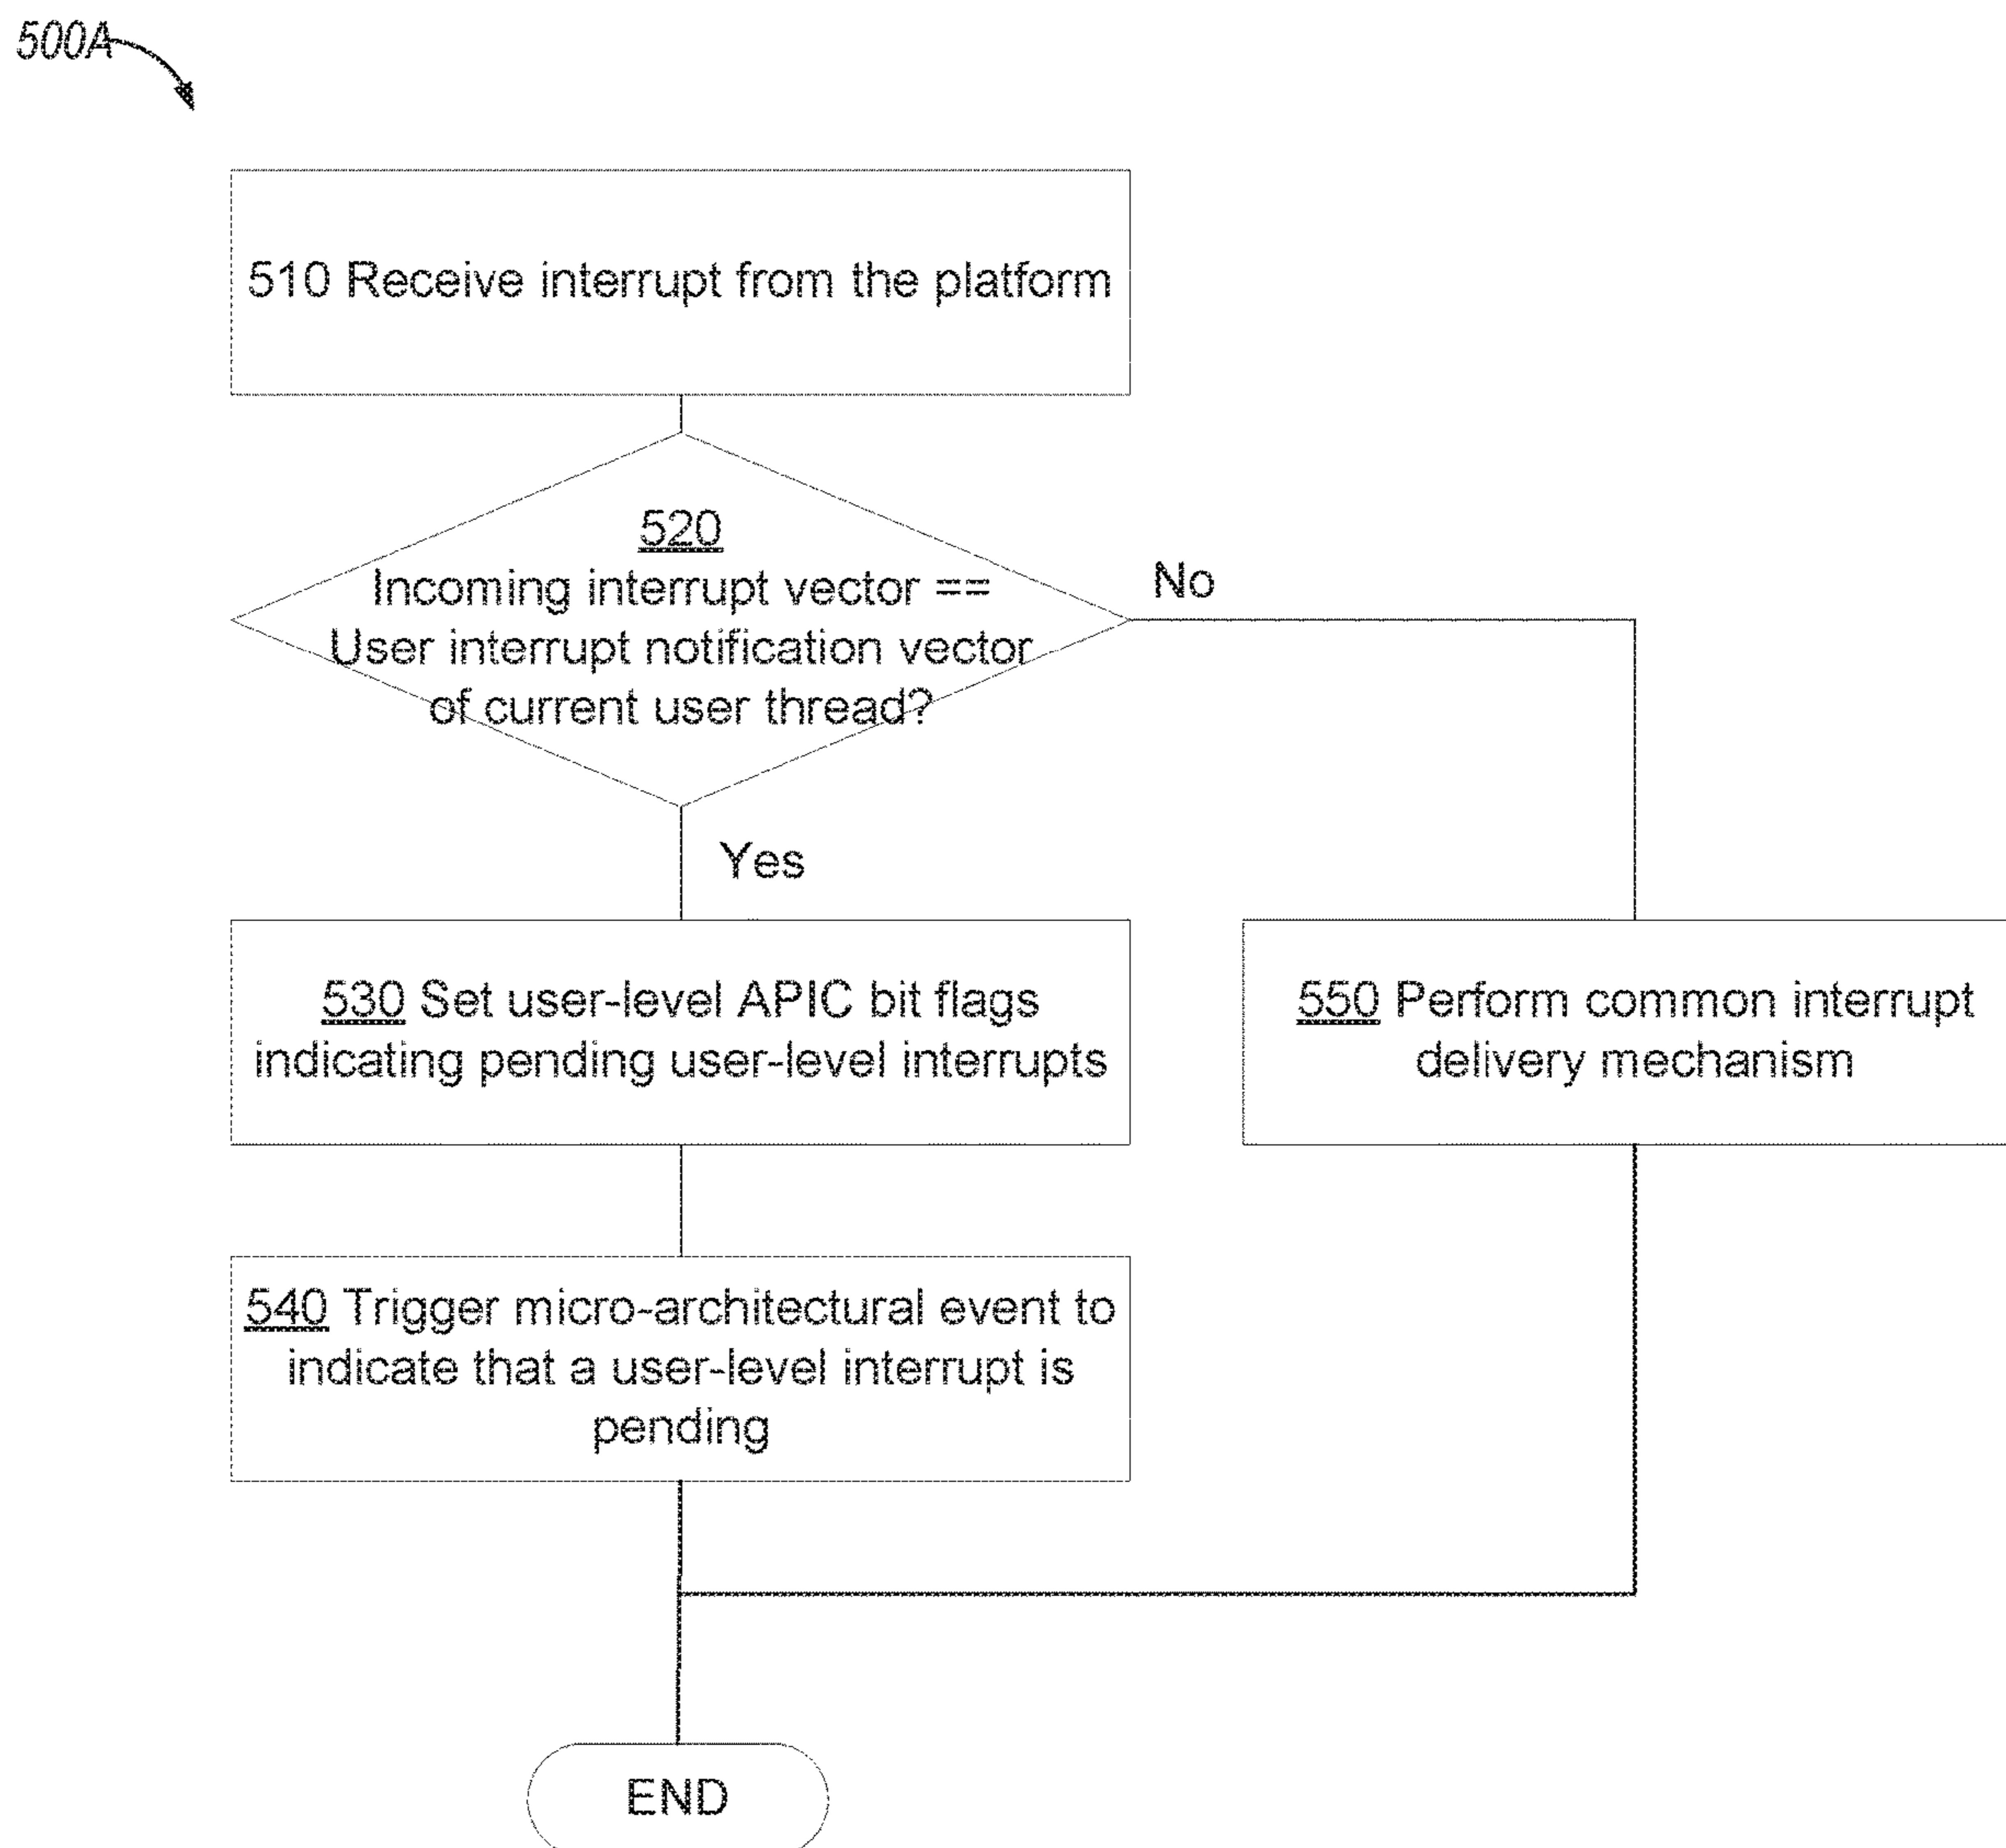 500A
510 Receive interrupt from the platform
520
Incoming interrupt vector ==
User interrupt notification vector
of current user thread?
No
Yes
530 Set user-level APIC bit flags
indicating pending user-level interrupts
550 Perform common interrupt
delivery mechanism
540 Trigger micro-architectural event to
indicate that a user-level interrupt is
pending
END